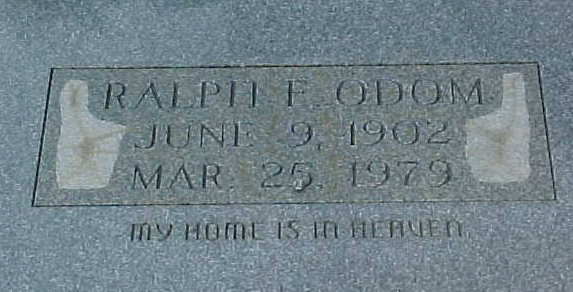 RALPH F. ODOM
JUNE 9, 1902
MAR. 25, 1979
MY HOME IS IN HEAVEN